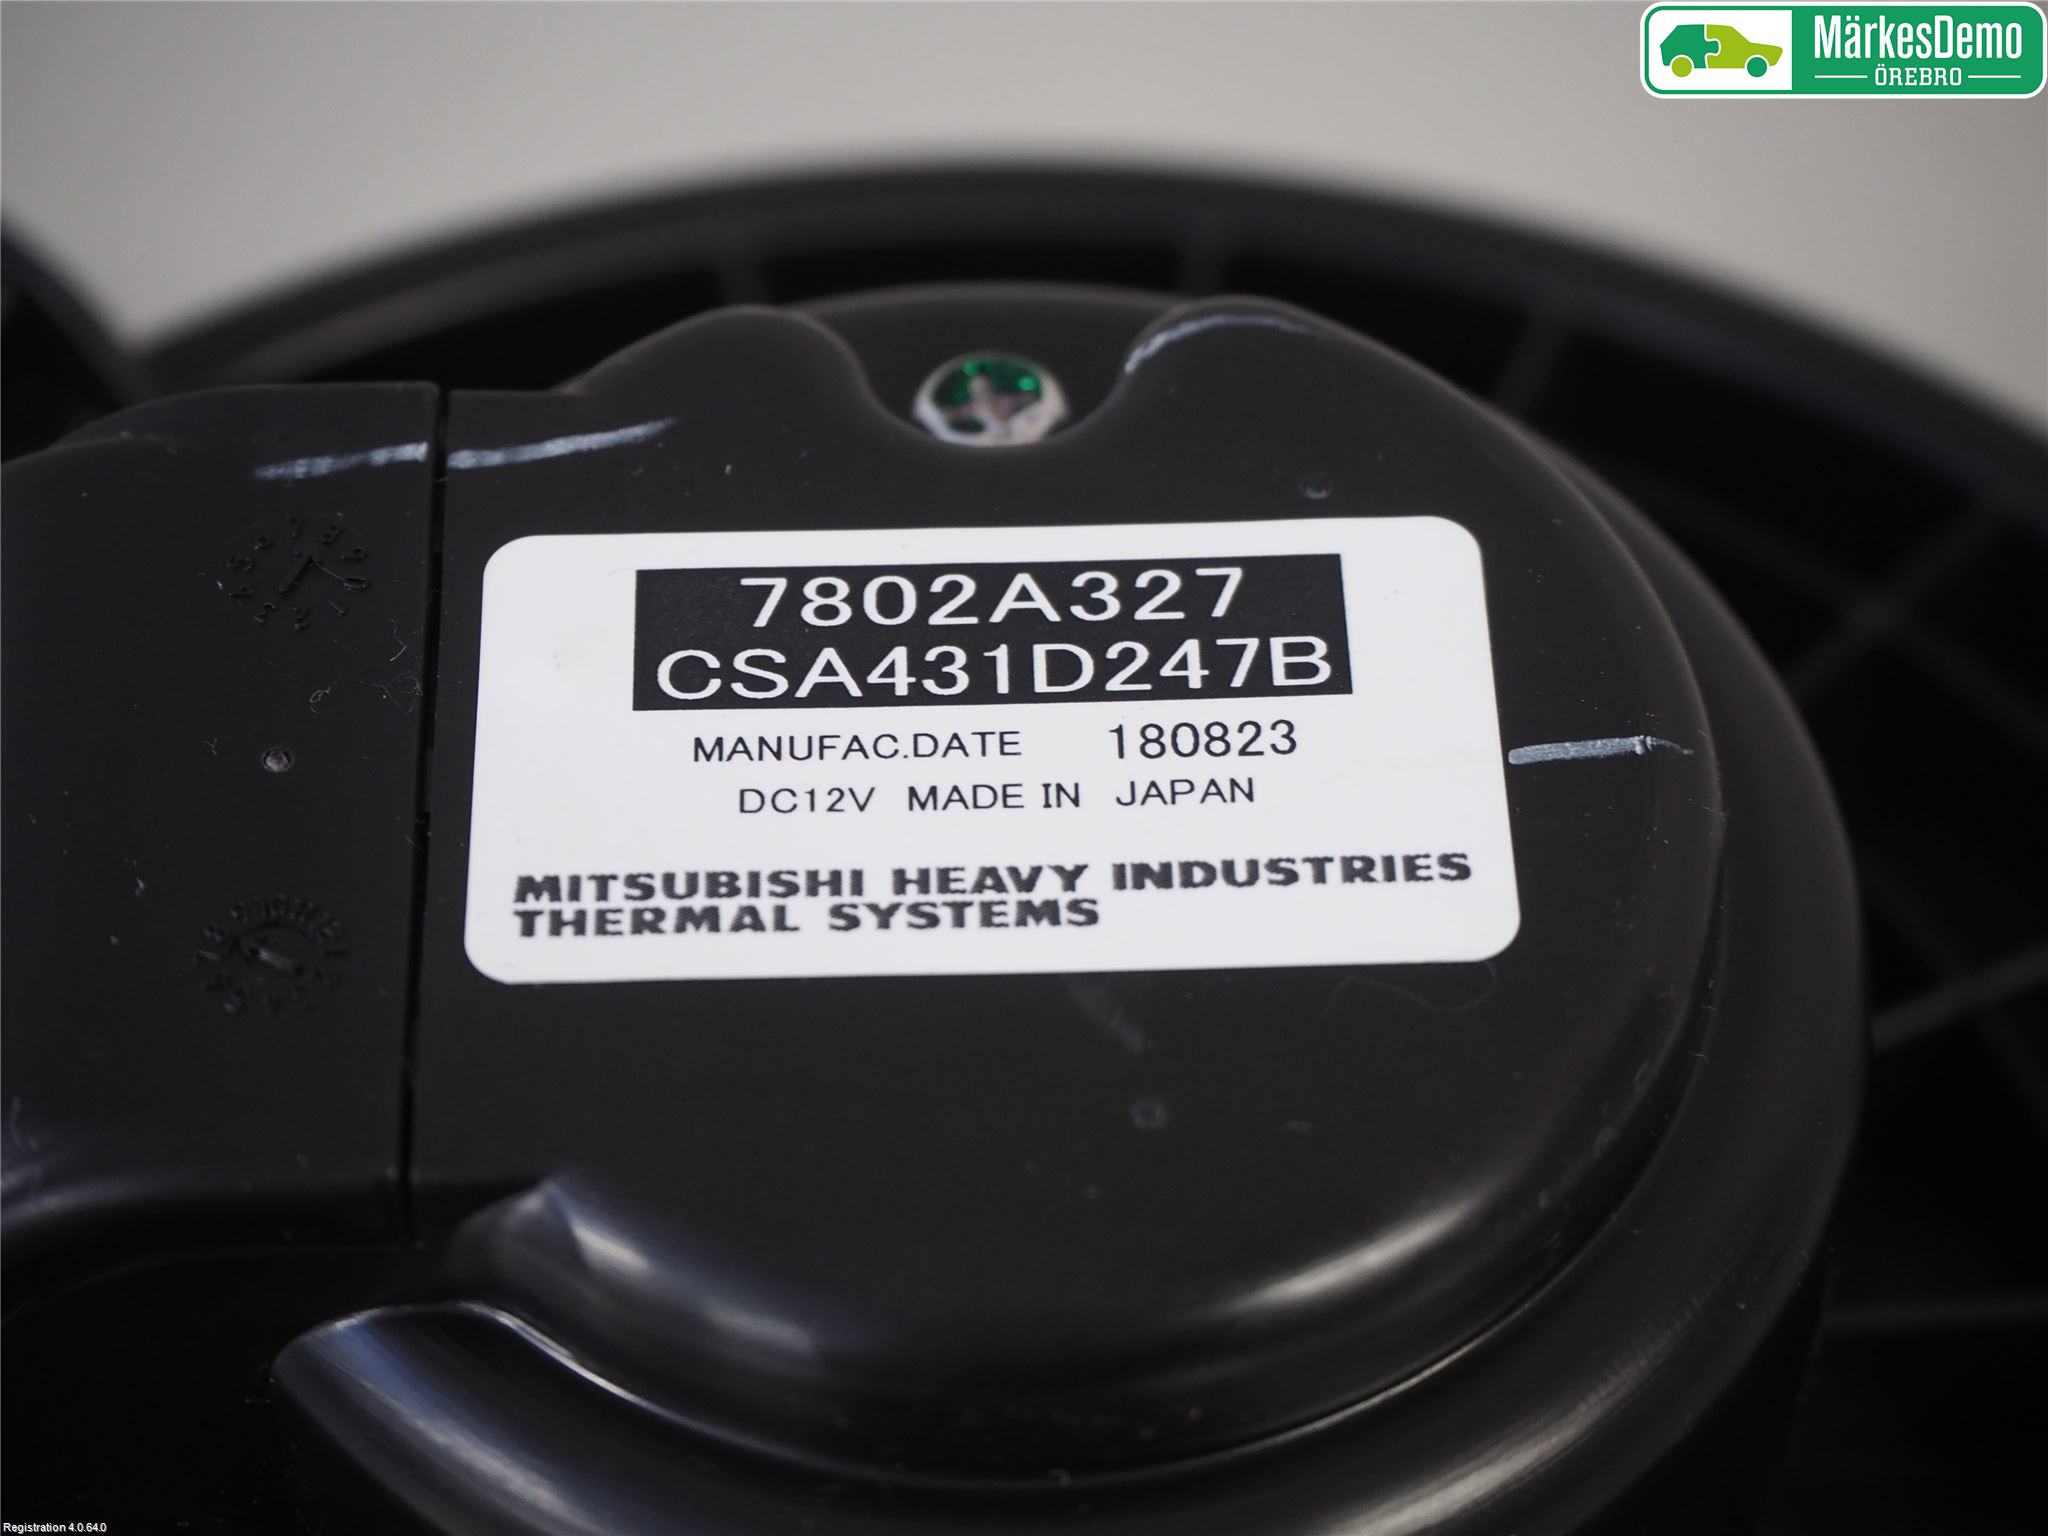 MärkesDemo
ÖREBRO
7802A327
CSA431D247B
MANUFAC.DATE 180823
DC12V MADE IN JAPAN
MITSUBISHI HEAVY INDUSTRIES
THERMAL SYSTEMS
Registration 4.0.64.0